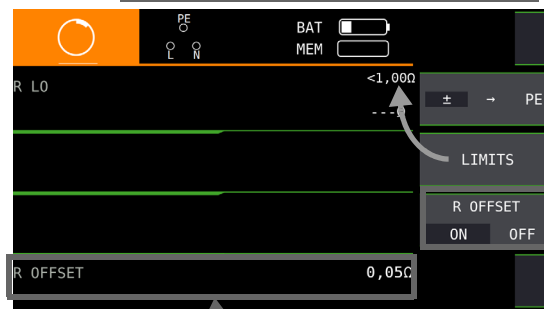 PE
L N
BAT
MEM
R LO
<1,00Ω
---Ω
± → PE
LIMITS
R OFFSET
ON OFF
R OFFSET 0,05Ω